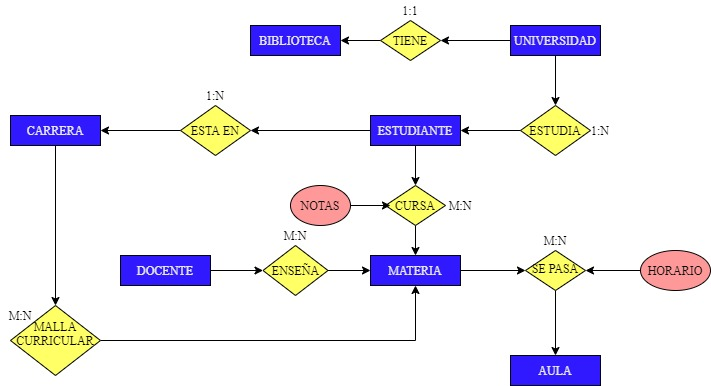 1:1
BIBLIOTECA
TIENE
UNIVERSIDAD
1:N
CARRERA
ESTA EN
ESTUDIANTE
ESTUDIA
1:N
NOTAS
CURSA
M:N
M:N
M:N
DOCENTE
ENSEÑA
MATERIA
SE PASA
HORARIO
M:N
MALLA
CURRICULAR
AULA